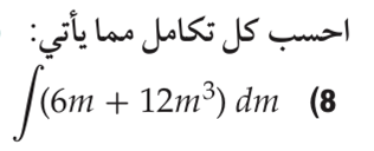 احسب كل تكامل مما يأتي:
(8 ∫(6m + 12m³) dm